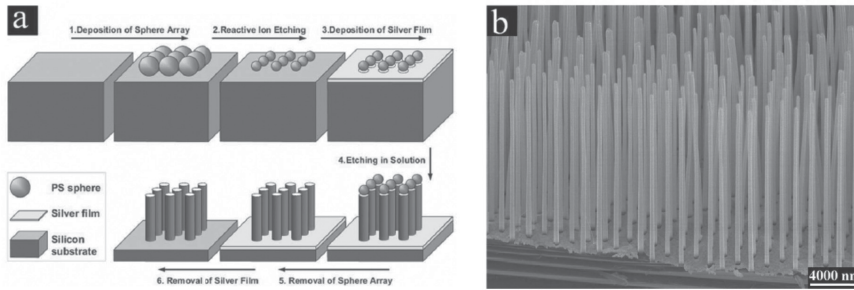 a
1.Deposition of Sphere Array
2.Reactive Ion Etching
3.Deposition of Silver Film
4.Etching in Solution
PS sphere
Silver film
Silicon
substrate
6. Removal of Silver Film
5. Removal of Sphere Array
b
4000 nm